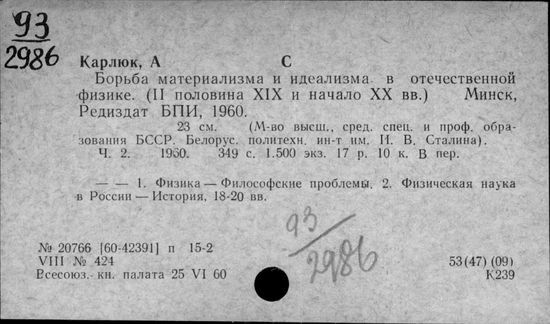 93
2986
Карлюк, А С
Борьба материализма и идеализма в отечественной
физике. (II половина XIX и начало XX вв.) Минск,
Редиздат БПИ, 1960.
23 см. (М-во высш., сред. спец. и проф. обра-
зования БССР. Белорус. политехн. ин-т им. И. В. Сталина).
Ч. 2. 1960. 349 с. 1.500 экз. 17 р. 10 к. В пер.
— — 1. Физика — Философские проблемы. 2. Физическая наука
в России — История, 18-20 вв.
93
2986
№ 20766 [60-42391] п 15-2
VIII № 424
Всесоюз. кн. палата 25 VI 60
53(47) (09)
К239